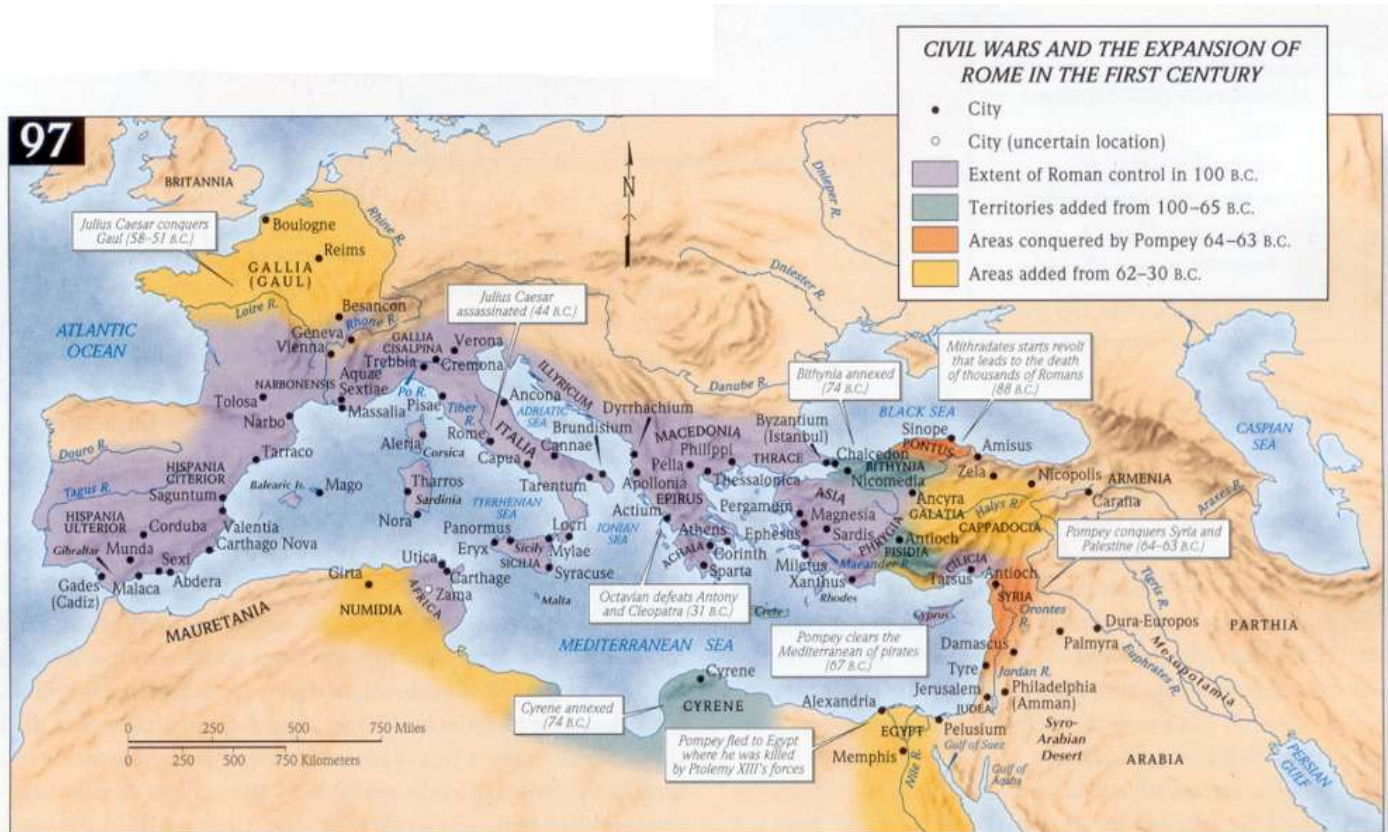 97
CIVIL WARS AND THE EXPANSION OF
ROME IN THE FIRST CENTURY
City
City (uncertain location)
Extent of Roman control in 100 B.C.
Territories added from 100–65 B.C.
Areas conquered by Pompey 64–63 B.C.
Areas added from 62–30 B.C.
N
BRITANNIA
Julius Caesar conquers
Gaul (58–51 B.C.)
Boulogne
Reims
Rhine R.
GALLIA
(GAUL)
Loire R.
Besancon
Geneva
Rhone R.
Vienna
ATLANTIC
OCEAN
Julius Caesar
assassinated (44 B.C.)
GALLIA
CISALPINA
Verona
Trebbia
Cremona
Aquae
Sextiae
NARBONENSIS
Po R.
Tolosa
Massalia
Pisae
Narbo
Tiber
R.
Ancona
ADRIATIC
SEA
ILLYRICUM
Dyrrhachium
Brundisium
Danube R.
Dnieper R.
Dniester R.
Bithynia annexed
(74 B.C.)
Mithradates starts revolt
that leads to the death
of thousands of Romans
(88 B.C.)
BLACK SEA
CASPIAN
SEA
Byzantium
(Istanbul)
Sinope
PONTUS
Amisus
Chalcedon
BITHYNIA
Nicomedia
Zela
Nicopolis
ARMENIA
Carana
Araxes R.
Ancyra
GALATIA
Halys R.
CAPPADOCIA
MACEDONIA
Philippi
THRACE
Pella
Thessalonica
Apollonia
EPIRUS
Actium
Pergamum
ASIA
Magnesia
Sardis
PHRYGIA
Ephesus
Antioch
PISIDIA
Maeander R.
Miletus
Xanthus
Rhodes
CILICIA
Tarsus
Antioch
SYRIA
Orontes
R.
Pompey conquers Syria and
Palestine (64–63 B.C.)
Tigris R.
Douro R.
Tagus R.
HISPANIA
CITERIOR
Tarraco
Saguntum
HISPANIA
ULTERIOR
Corduba
Valentia
Carthago Nova
Gibraltar
Munda
Sexi
Gades
(Cadiz)
Malaca
Abdera
Balearic Is.
Mago
Aleria
Corsica
Rome
ITALIA
Cannae
Capua
Tarentum
Tharros
Sardinia
Nora
TYRRHENIAN
SEA
Panormus
Locri
IONIAN
SEA
Eryx
Sicily
Mylae
SICILIA
Syracuse
Athens
ACHAIA
Corinth
Sparta
Utica
Carthage
AFRICA
Zama
Girta
NUMIDIA
MAURETANIA
Malta
Octavian defeats Antony
and Cleopatra (31 B.C.)
Crete
Cyprus
MEDITERRANEAN SEA
Pompey clears the
Mediterranean of pirates
(67 B.C.)
Damascus
Palmyra
Dura-Europos
PARTHIA
Mesopotamia
Euphrates R.
Tyre
Jordan R.
Jerusalem
JUDEA
Philadelphia
(Amman)
Syro-
Arabian
Desert
ARABIA
PERSIAN
GULF
Cyrene
CYRENE
Cyrene annexed
(74 B.C.)
Alexandria
Pelusium
EGYPT
Memphis
Nile R.
Gulf of Suez
Gulf of
Aqaba
Pompey fled to Egypt
where he was killed
by Ptolemy XIII's forces
0 250 500 750 Miles
0 250 500 750 Kilometers